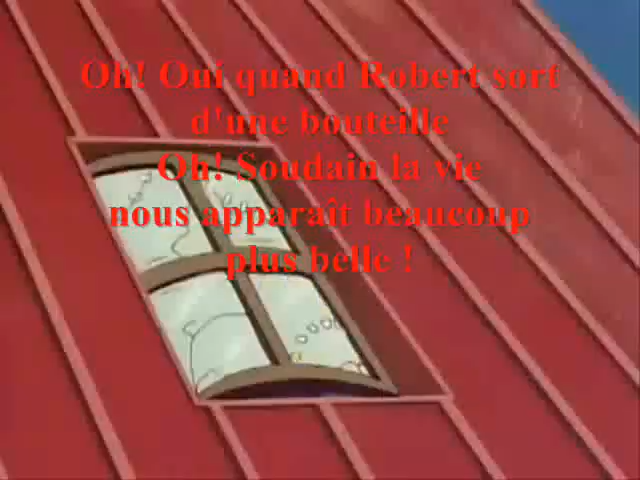 Oh! Oui quand Robert sort
d'une bouteille
Oh! Soudain la vie
nous apparaît beaucoup
plus belle !